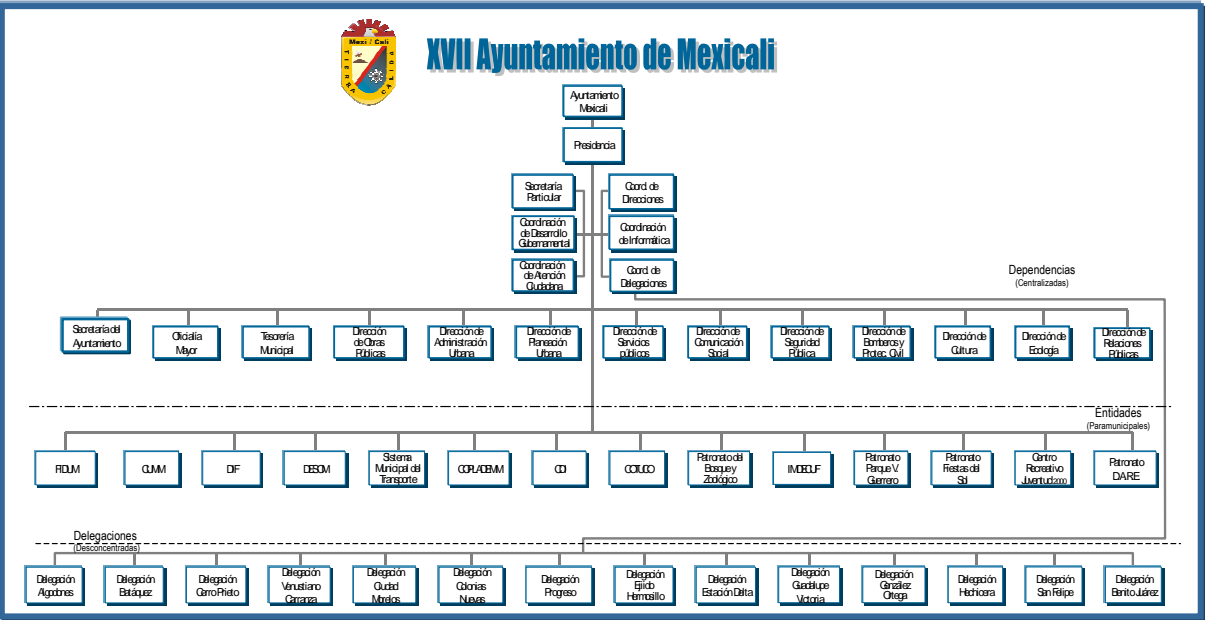 Mexi / Cali
TIERRA
CALIDA
XVII Ayuntamiento de Mexicali
Ayuntamiento
Mexicali
Presidencia
Secretaría
Particular
Coord. de
Direcciones
Coordinación
de Desarrollo
Gubernamental
Coordinación
de Informática
Coordinación
de Atención
Ciudadana
Coord. de
Delegaciones
Dependencias
(Centralizadas)
Secretaría del
Ayuntamiento
Oficialía
Mayor
Tesorería
Municipal
Dirección
de Obras
Públicas
Dirección de
Administración
Urbana
Dirección de
Planeación
Urbana
Dirección de
Servicios
públicos
Dirección de
Comunicación
Social
Dirección de
Seguridad
Pública
Dirección de
Bomberos y
Protec. Civil
Dirección de
Cultura
Dirección de
Ecología
Dirección de
Relaciones
Públicas
Entidades
(Paramunicipales)
FIDUM
CUMM
DIF
DESOM
Sistema
Municipal del
Transporte
COPLADEMM
CDI
COTUCO
Patronato del
Bosque y
Zoológico
IMDECUF
Patronato
Parque V.
Guerrero
Patronato
Fiestas del
Sol
Centro
Recreativo
Juventud 2000
Patronato
D.A.R.E.
Delegaciones
(Desconcentradas)
Delegación
Algodones
Delegación
Batáquez
Delegación
Cerro Prieto
Delegación
Venustiano
Carranza
Delegación
Ciudad
Morelos
Delegación
Colonias
Nuevas
Delegación
Progreso
Delegación
Ejido
Hermosillo
Delegación
Estación Delta
Delegación
Guadalupe
Victoria
Delegación
González
Ortega
Delegación
Hechicera
Delegación
San Felipe
Delegación
Benito Juárez